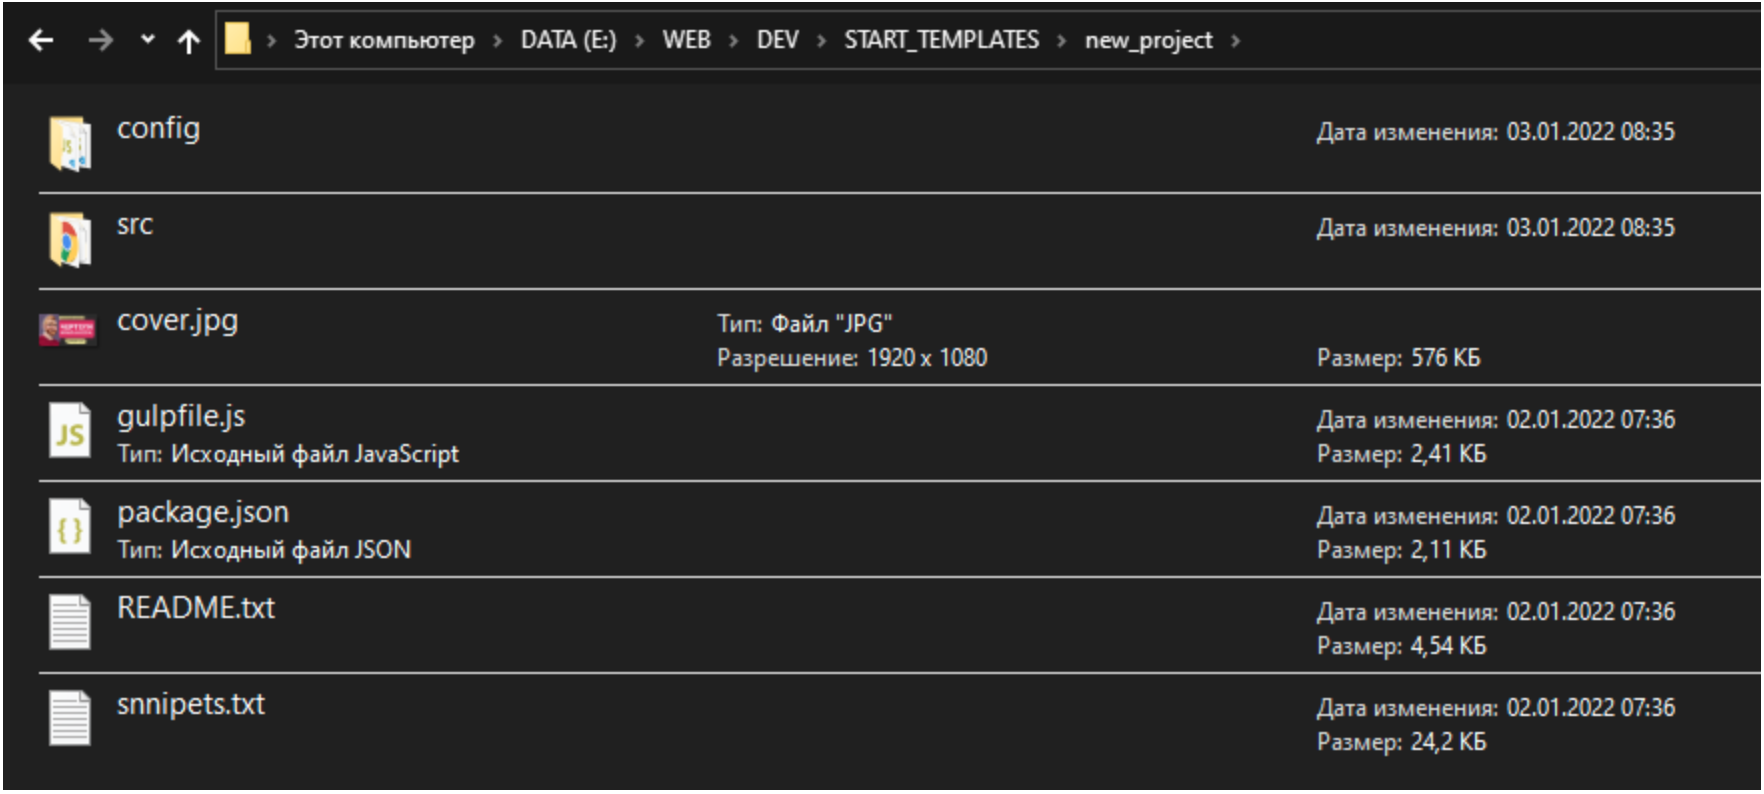 Этот компьютер > DATA (E:) > WEB > DEV > START_TEMPLATES > new_project >
config
Дата изменения: 03.01.2022 08:35
src
Дата изменения: 03.01.2022 08:35
cover.jpg
Тип: Файл "JPG"
Разрешение: 1920 x 1080
Размер: 576 КБ
gulpfile.js
Дата изменения: 02.01.2022 07:36
Тип: Исходный файл JavaScript
Размер: 2,41 КБ
package.json
Дата изменения: 02.01.2022 07:36
Тип: Исходный файл JSON
Размер: 2,11 КБ
README.txt
Дата изменения: 02.01.2022 07:36
Размер: 4,54 КБ
snnipets.txt
Дата изменения: 02.01.2022 07:36
Размер: 24,2 КБ